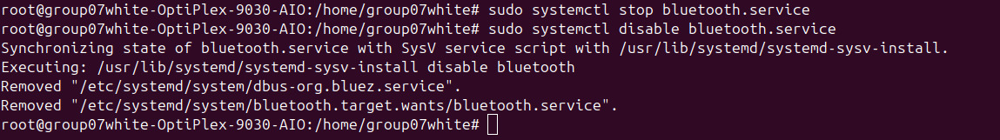 root@group07white-OptiPlex-9030-AIO:/home/group07white# sudo systemctl stop bluetooth.service
root@group07white-OptiPlex-9030-AIO:/home/group07white# sudo systemctl disable bluetooth.service
Synchronizing state of bluetooth.service with SysV service script with /usr/lib/systemd/systemd-sysv-install.
Executing: /usr/lib/systemd/systemd-sysv-install disable bluetooth
Removed "/etc/systemd/system/dbus-org.bluez.service".
Removed "/etc/systemd/system/bluetooth.target.wants/bluetooth.service".
root@group07white-OptiPlex-9030-AIO:/home/group07white#